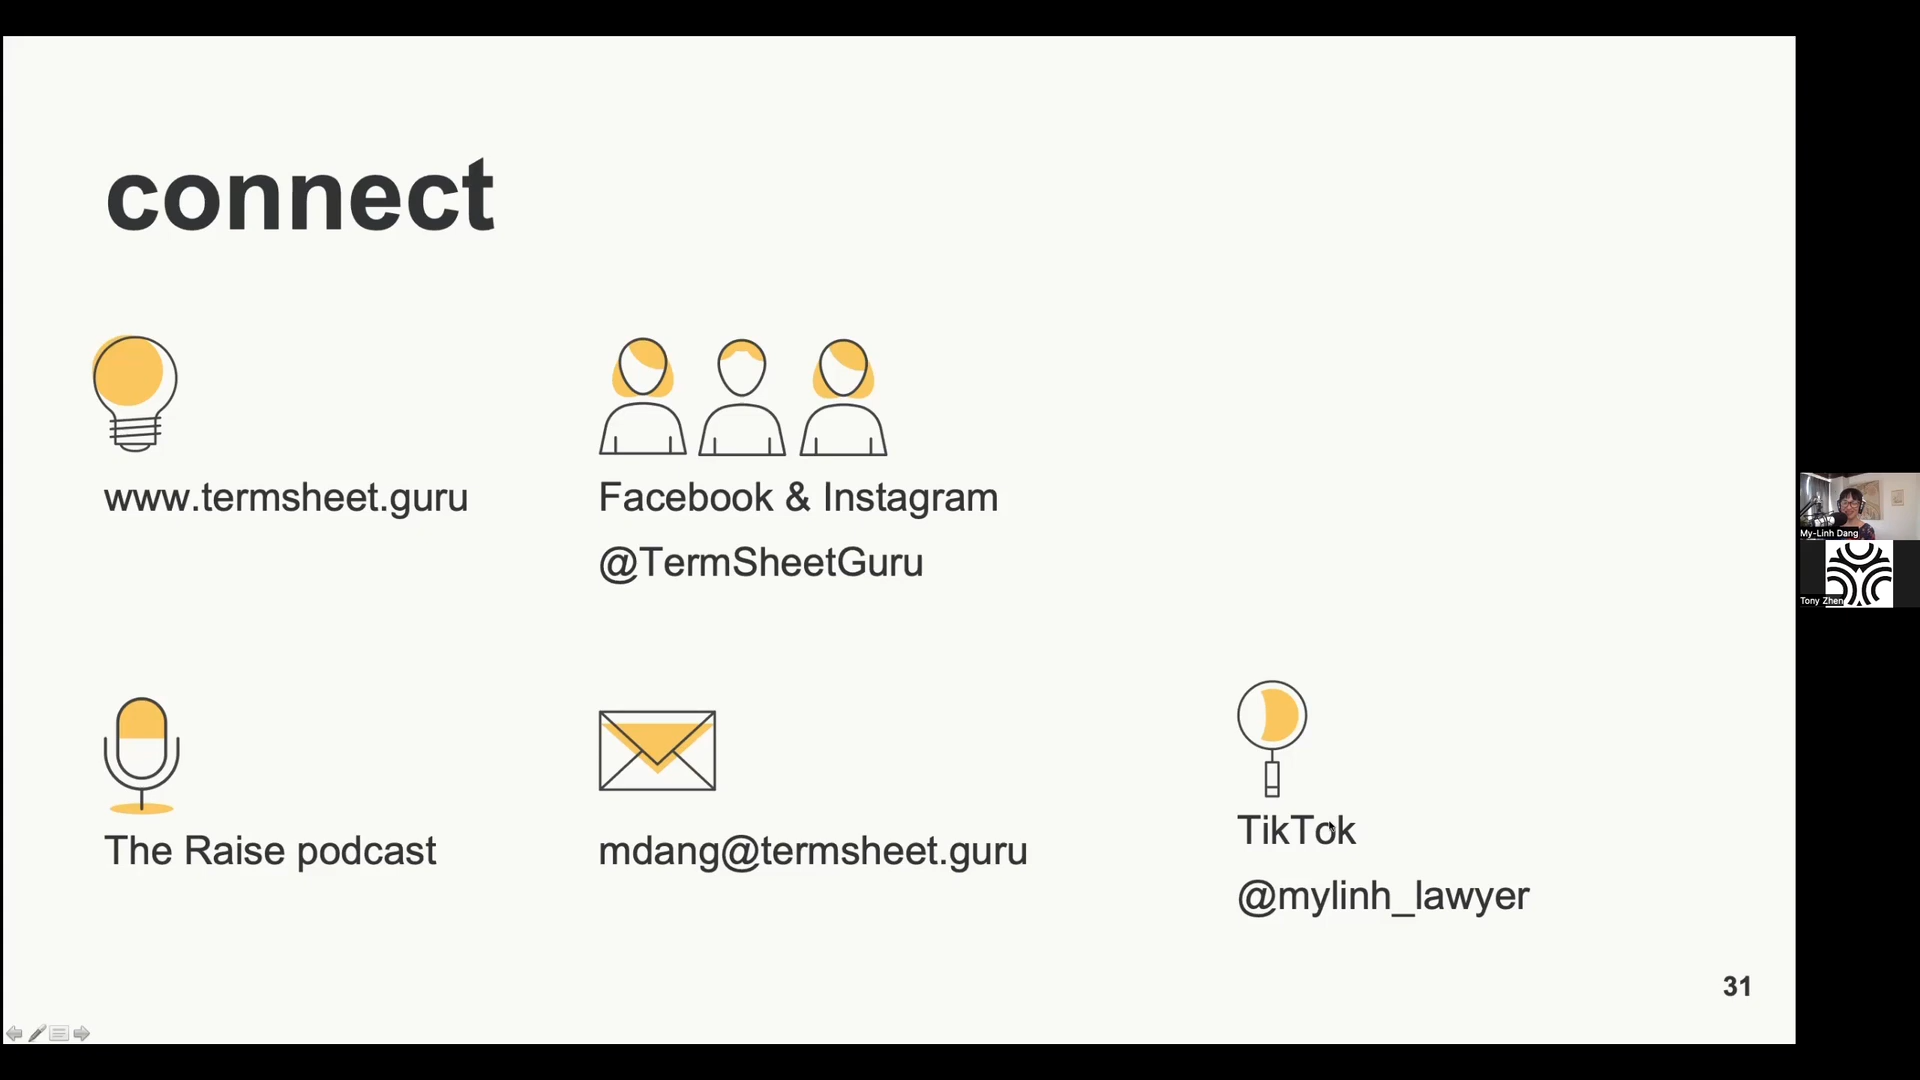 connect
www.termsheet.guru
Facebook & Instagram
@TermSheetGuru
The Raise podcast
mdang@termsheet.guru
TikTok
@mylinh_lawyer
31
My-Linh Dang
Tony Zhen